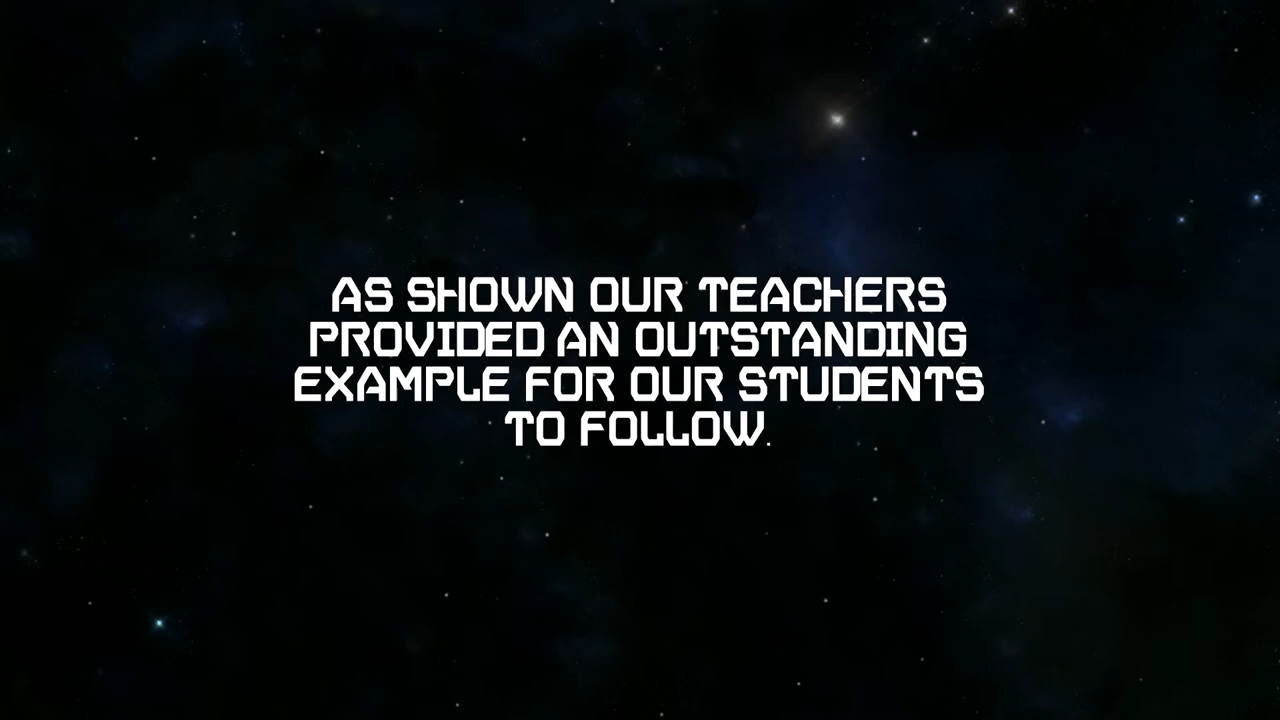 AS SHOWN OUR TEACHERS
PROVIDED AN OUTSTANDING
EXAMPLE FOR OUR STUDENTS
TO FOLLOW.